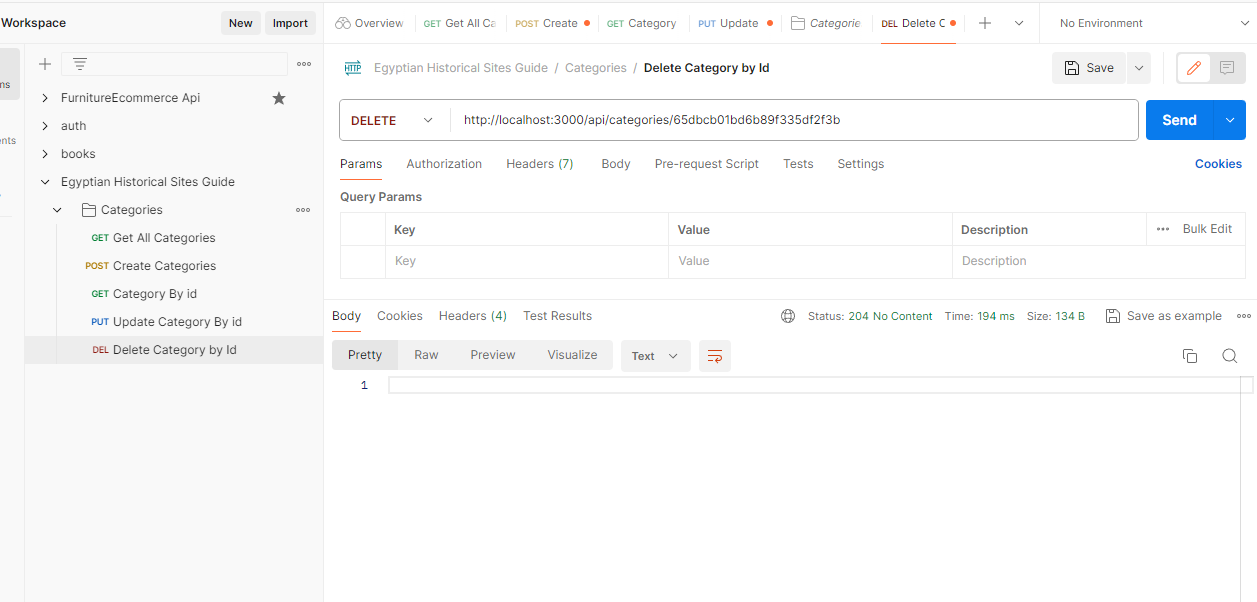 Workspace
New
Import
Overview
GET Get All Ca
POST Create
GET Category
PUT Update
Categorie
DEL Delete C
No Environment
ns
ents
FurnitureEcommerce Api
auth
books
Egyptian Historical Sites Guide
Categories
GET Get All Categories
POST Create Categories
GET Category By id
PUT Update Category By id
DEL Delete Category by Id
HTTP
Egyptian Historical Sites Guide / Categories / Delete Category by Id
Save
DELETE
http://localhost:3000/api/categories/65dbcb01bd6b89f335df2f3b
Send
Params
Authorization
Headers (7)
Body
Pre-request Script
Tests
Settings
Cookies
Query Params
Key
Value
Description
Bulk Edit
Key
Value
Description
Body
Cookies
Headers (4)
Test Results
Status: 204 No Content
Time: 194 ms
Size: 134 B
Save as example
Pretty
Raw
Preview
Visualize
Text
1